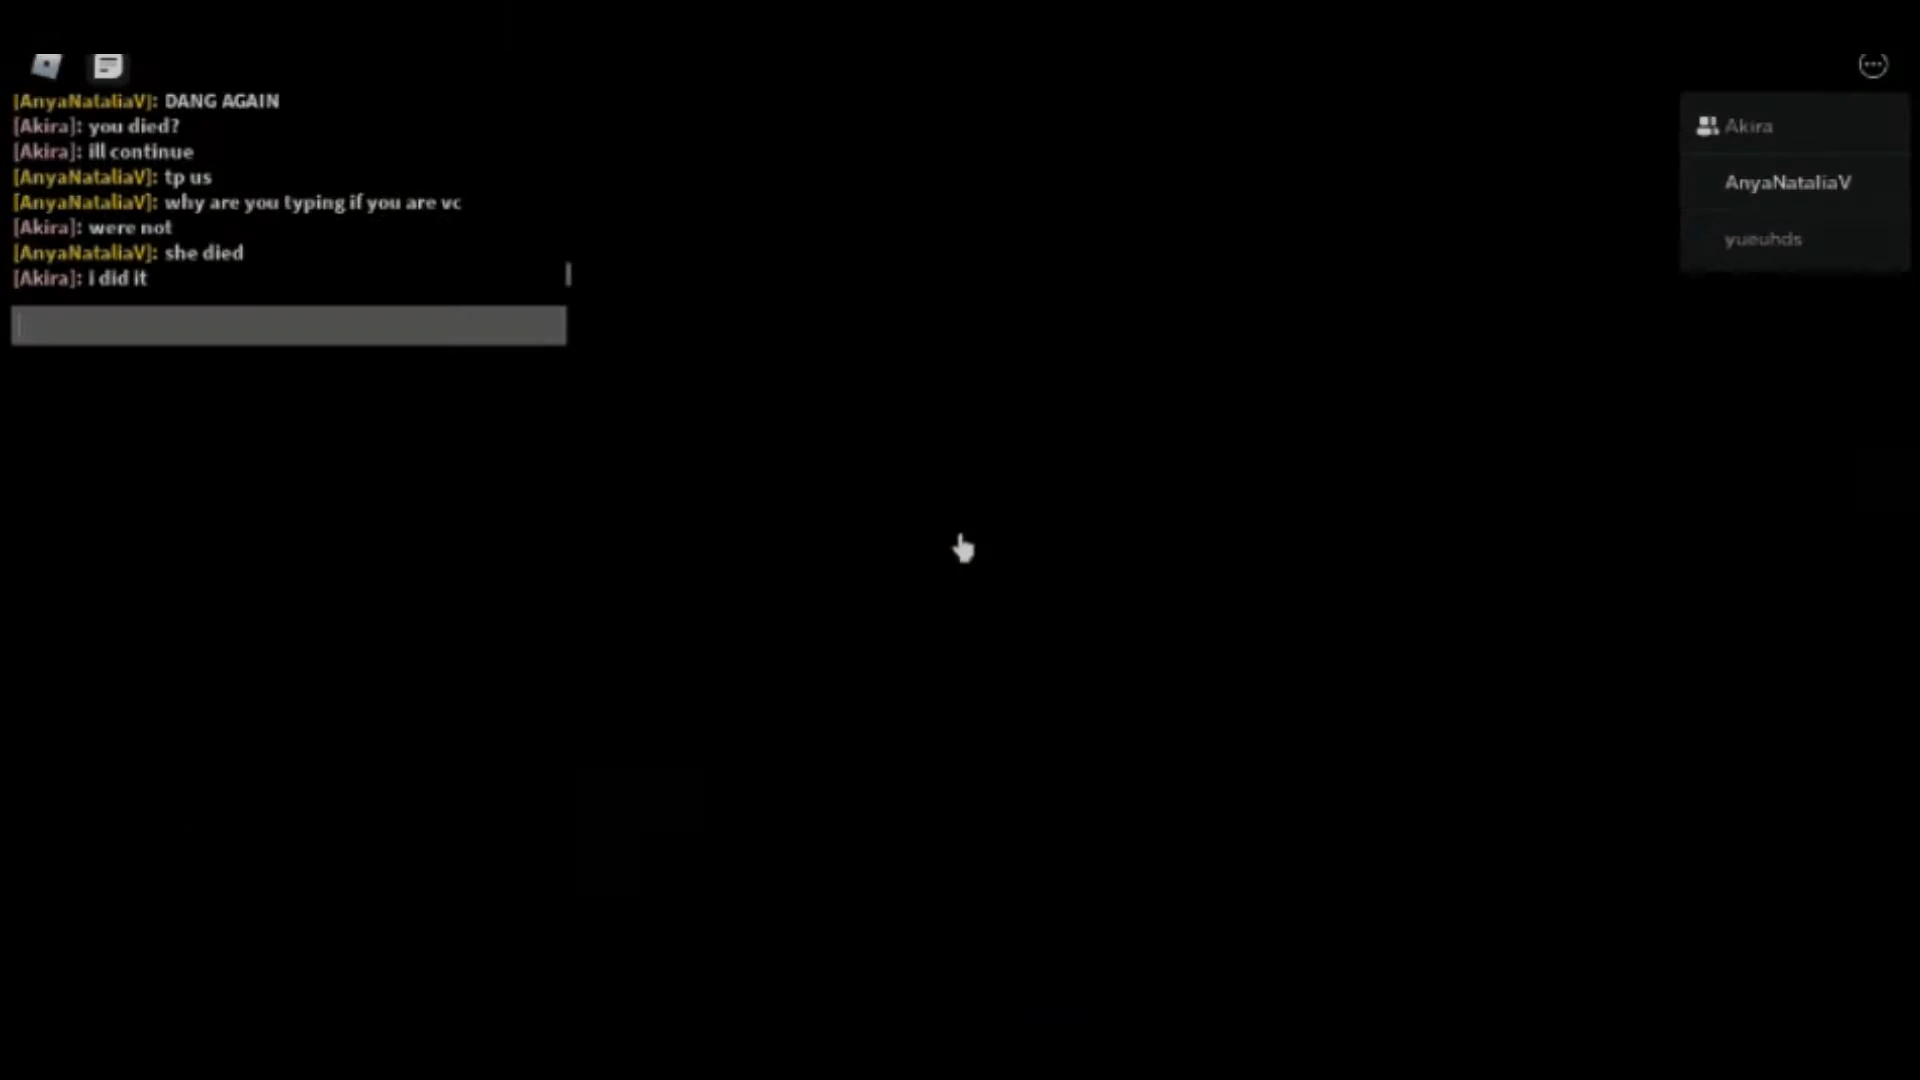 [AnyaNataliaV]: DANG AGAIN
[Akira]: you died?
[Akira]: ill continue
[AnyaNataliaV]: tp us
[AnyaNataliaV]: why are you typing if you are vc
[Akira]: were not
[AnyaNataliaV]: she died
[Akira]: i did it
Akira
AnyaNataliaV
yueuhds